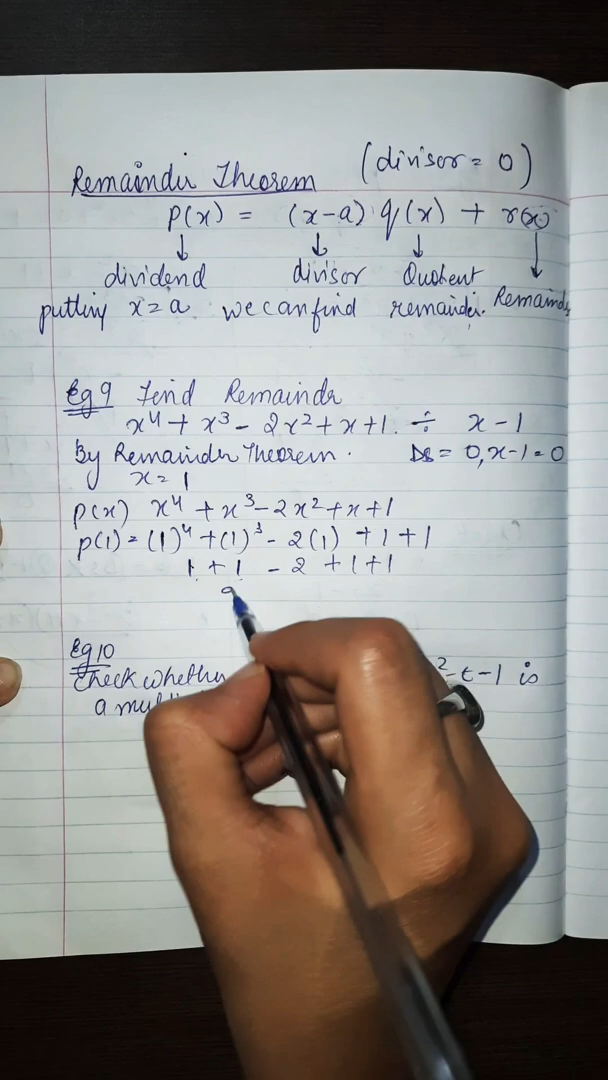 Remainder Theorem (divisor = 0)
p(x) = (x-a) q(x) + r(x)
dividend divisor Quotient Remainder
putting x = a we can find remainder.
Eg 9 Find Remainder
x⁴ + x³ - 2x² + x + 1 ÷ x - 1
By Remainder Theorem. = 0, x-1 = 0
x = 1
p(x) x⁴ + x³ - 2x² + x + 1
p(1) = (1)⁴ + (1)³ - 2(1) + 1 + 1
1 + 1 - 2 + 1 + 1
Eg 10
Check whether ²-t-1 is
a